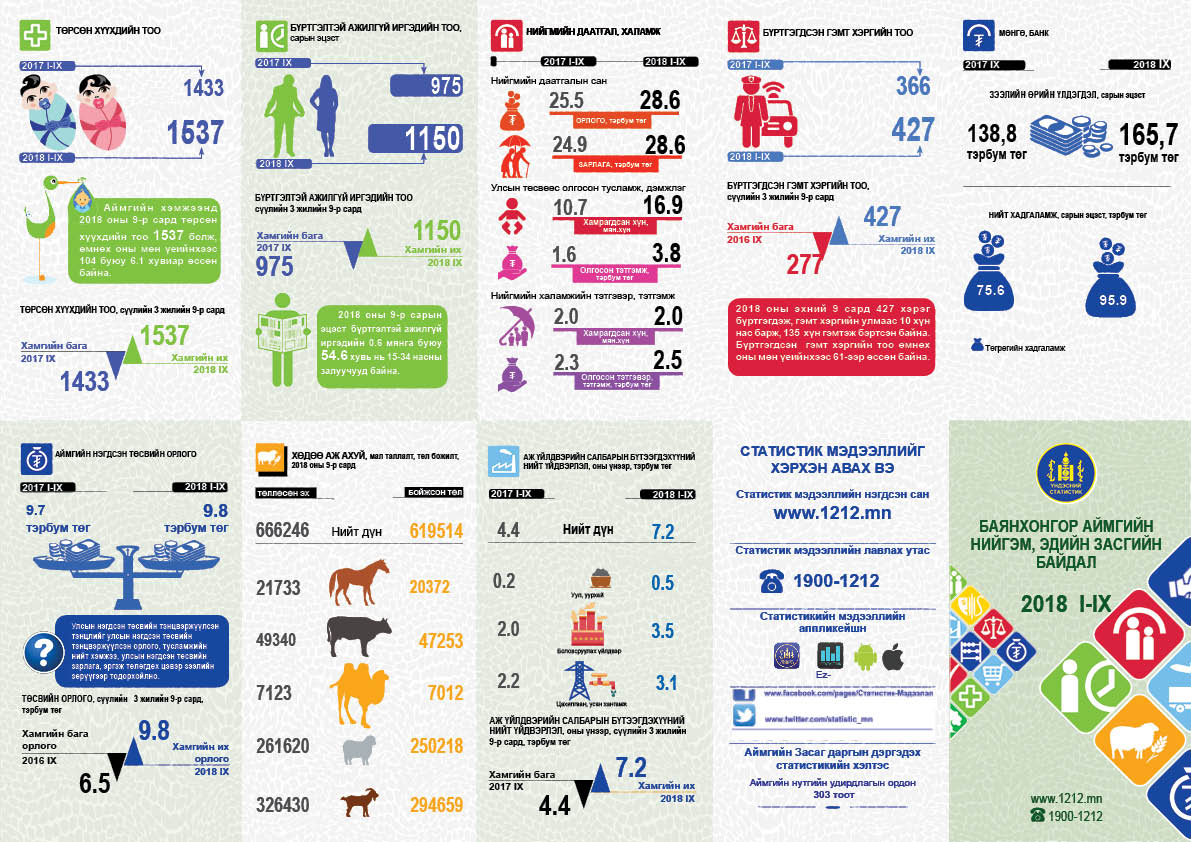 ТӨРСӨН ХҮҮХДИЙН ТОО
2017 I-IX
1433
1537
2018 I-IX
Аймгийн хэмжээнд
2018 оны 9-р сард төрсөн
хүүхдийн тоо 1537 болж,
өмнөх оны мөн үеийнхээс
104 буюу 6.1 хувиар өссөн
байна.
ТӨРСӨН ХҮҮХДИЙН ТОО, сүүлийн 3 жилийн 9-р сард
1537
Хамгийн бага
2017 IX
Хамгийн их
2018 IX
1433
БҮРТГЭЛТЭЙ АЖИЛГҮЙ ИРГЭДИЙН ТОО,
сарын эцэст
2017 IX
975
1150
2018 IX
БҮРТГЭЛТЭЙ АЖИЛГҮЙ ИРГЭДИЙН ТОО
сүүлийн 3 жилийн 9-р сард
Хамгийн бага
2017 IX
975
1150
Хамгийн их
2018 IX
2018 оны 9-р сарын
эцэст бүртгэлтэй ажилгүй
иргэдийн 0.6 мянга буюу
54.6 хувь нь 15-34 насны
залуучууд байна.
НИЙГМИЙН ДААТГАЛ, ХАЛАМЖ
2017 I-IX
2018 I-IX
Нийгмийн даатгалын сан
25.5
28.6
ОРЛОГО, тэрбум төг
24.9
28.6
ЗАРЛАГА, тэрбум төг
Улсын төсвөөс олгосон тусламж, дэмжлэг
10.7
16.9
Хамрагдсан хүн,
мян.хүн
1.6
3.8
Олгосон тэтгэмж,
тэрбум төг
Нийгмийн халамжийн тэтгэвэр, тэтгэмж
2.0
2.0
Хамрагдсан хүн,
мян.хүн
2.3
2.5
Олгосон тэтгэвэр,
тэтгэмж, тэрбум төг
БҮРТГЭГДСЭН ГЭМТ ХЭРГИЙН ТОО
2017 I-IX
366
427
2018 I-IX
БҮРТГЭГДСЭН ГЭМТ ХЭРГИЙН ТОО,
сүүлийн 3 жилийн 9-р сард
427
Хамгийн бага
2016 IX
Хамгийн их
2018 IX
277
2018 оны эхний 9 сард 427 хэрэг
бүртгэгдэж, гэмт хэргийн улмаас 10 хүн
нас барж, 135 хүн гэмтэж бэртсэн байна.
Бүртгэгдсэн гэмт хэргийн тоо өмнөх
оны мөн үеийнхээс 61-ээр өссөн байна.
МӨНГӨ, БАНК
2017 IX
2018 IX
ЗЭЭЛИЙН ӨРИЙН ҮЛДЭГДЭЛ, сарын эцэст
138,8
тэрбум төг
165,7
тэрбум төг
НИЙТ ХАДГАЛАМЖ, сарын эцэст, тэрбум төг
75.6
95.9
Төгрөгийн хадгаламж
АЙМГИЙН НЭГДСЭН ТӨСВИЙН ОРЛОГО
2017 I-IX
2018 I-IX
9.7
тэрбум төг
9.8
тэрбум төг
?
Улсын нэгдсэн төсвийн тэнцвэржүүлсэн
тэнцлийг улсын нэгдсэн төсвийн
тэнцвэржүүлсэн орлого, тусламжийн
нийт хэмжээ, улсын нэгдсэн төсвийн
зарлага, эргэж төлөгдөх цэвэр зээлийн
зөрүүгээр тодорхойлно.
ТӨСВИЙН ОРЛОГО, сүүлийн 3 жилийн 9-р сард,
тэрбум төг
9.8
Хамгийн бага
орлого
2016 IX
Хамгийн их
орлого
2018 IX
6.5
ХӨДӨӨ АЖ АХУЙ, мал таллалт, төл бойжилт,
2018 оны 9-р сард
төллөсөн эх
бойжсон төл
666246 Нийт дүн 619514
21733 20372
49340 47253
7123 7012
261620 250218
326430 294659
АЖ ҮЙЛДВЭРИЙН САЛБАРЫН БҮТЭЭГДЭХҮҮНИЙ
НИЙТ ҮЙДВЭРЛЭЛ, оны үнээр, тэрбум төг
2017 I-IX
2018 I-IX
4.4 Нийт дүн 7.2
0.2 0.5
Уул, уурхай
2.0 3.5
Боловсруулах үйлдвэр
2.2 3.1
Цахилгаан, усан хангамж
АЖ ҮЙЛДВЭРИЙН САЛБАРЫН БҮТЭЭГДЭХҮҮНИЙ
НИЙТ ҮЙЛДВЭРЛЭЛ, оны үнээр, сүүлийн 3 жилийн
9-р сард, тэрбум төг
7.2
Хамгийн бага
2017 IX
Хамгийн их
2018 IX
4.4
СТАТИСТИК МЭДЭЭЛЛИЙГ
ХЭРХЭН АВАХ ВЭ
Статистик мэдээллийн нэгдсэн сан
www.1212.mn
Статистик мэдээллийн лавлах утас
1900-1212
Статистикийн мэдээллийн
аппликейшн
Ez-
www.facebook.com/pages/Статистик-Мэдээлэл
www.twitter.com/statistic_mn
Аймгийн Засаг даргын дэргэдэх
статистикийн хэлтэс
Аймгийн нутгийн удирдлагын ордон
303 тоот
ҮНДЭСНИЙ
СТАТИСТИК
БАЯНХОНГОР АЙМГИЙН
НИЙГЭМ, ЭДИЙН ЗАСГИЙН
БАЙДАЛ
2018 I-IX
www.1212.mn
1900-1212